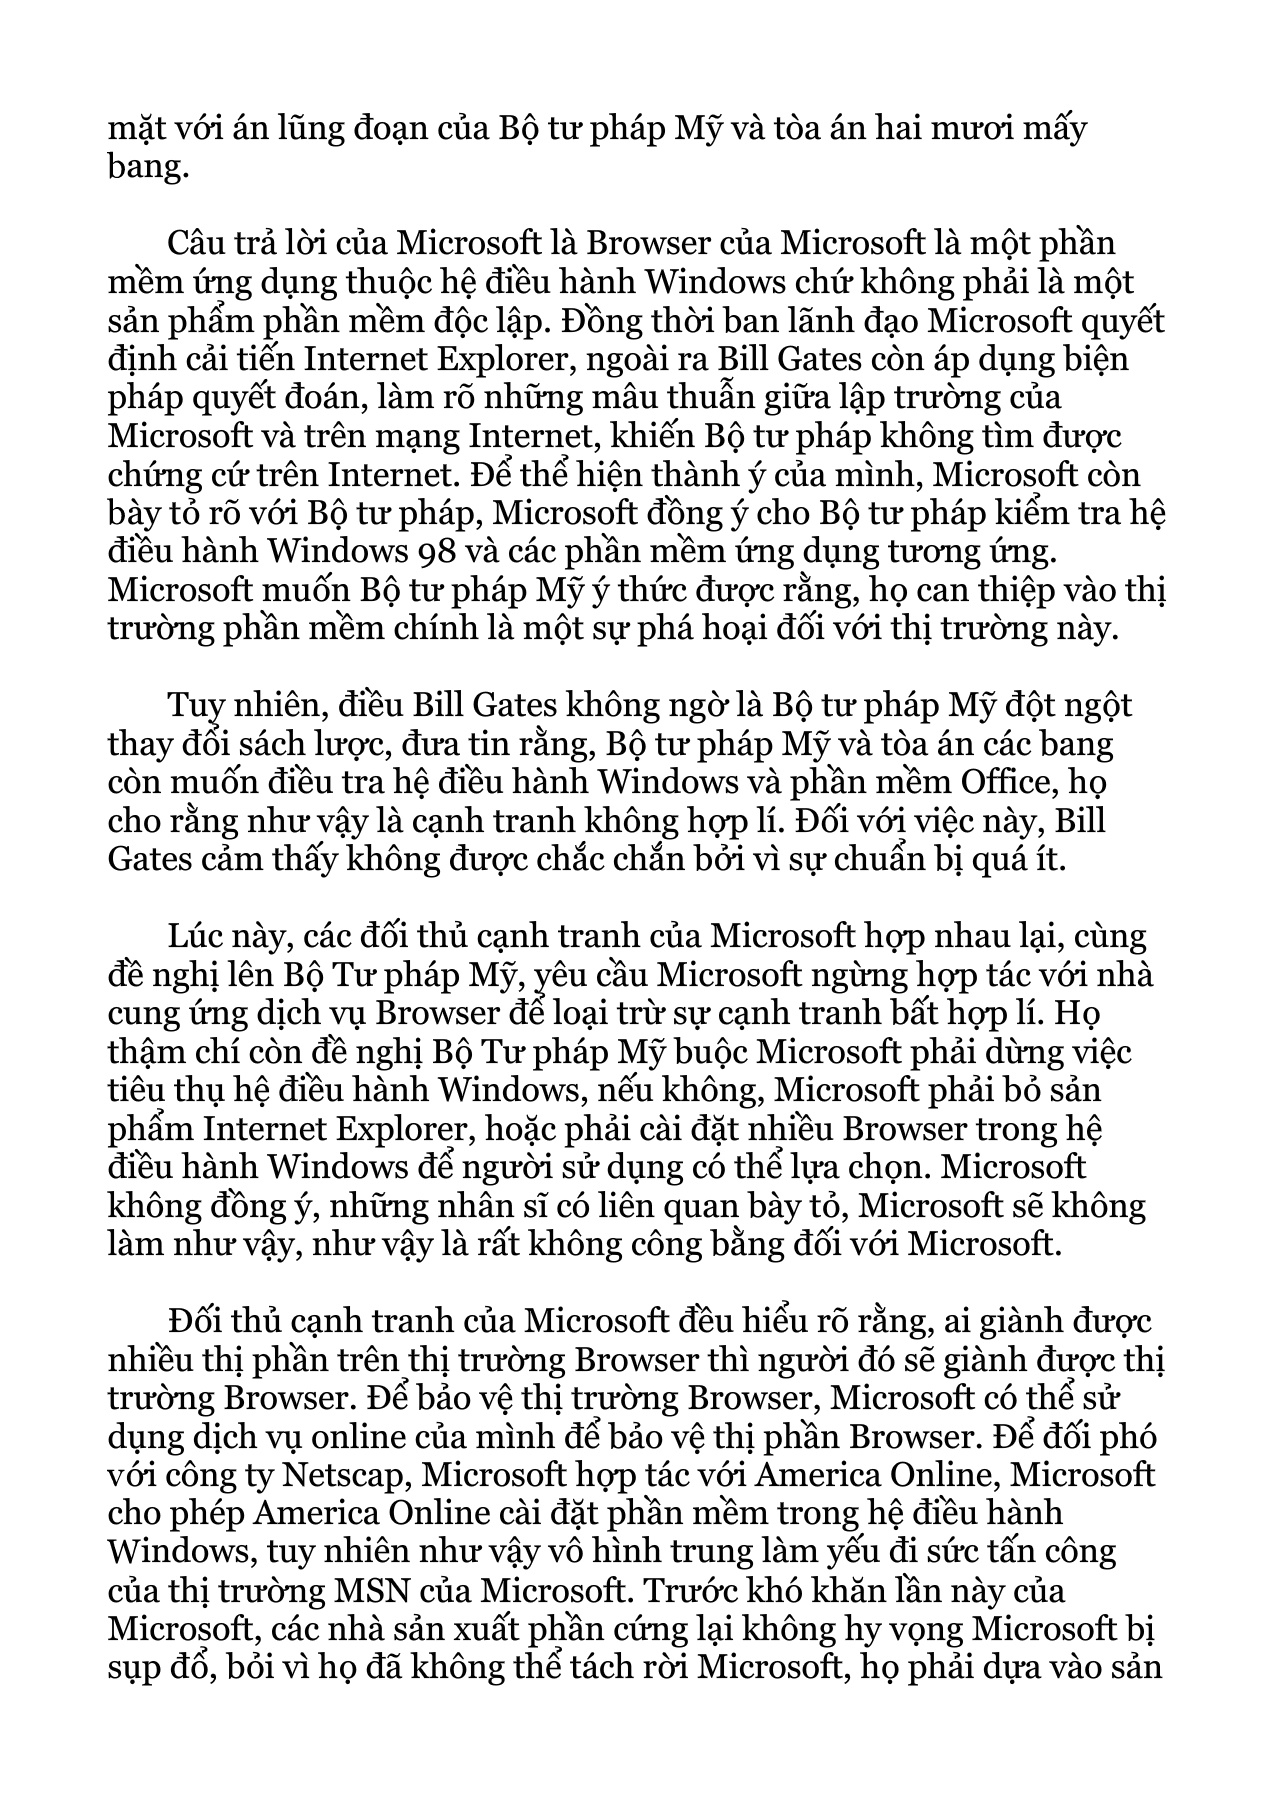 mặt với án lũng đoạn của Bộ tư pháp Mỹ và tòa án hai mươi mấy
bang.
Câu trả lời của Microsoft là Browser của Microsoft là một phần
mềm ứng dụng thuộc hệ điều hành Windows chứ không phải là một
sản phẩm phần mềm độc lập. Đồng thời ban lãnh đạo Microsoft quyết
định cải tiến Internet Explorer, ngoài ra Bill Gates còn áp dụng biện
pháp quyết đoán, làm rõ những mâu thuẫn giữa lập trường của
Microsoft và trên mạng Internet, khiến Bộ tư pháp không tìm được
chứng cứ trên Internet. Để thể hiện thành ý của mình, Microsoft còn
bày tỏ rõ với Bộ tư pháp, Microsoft đồng ý cho Bộ tư pháp kiểm tra hệ
điều hành Windows 98 và các phần mềm ứng dụng tương ứng.
Microsoft muốn Bộ tư pháp Mỹ ý thức được rằng, họ can thiệp vào thị
trường phần mềm chính là một sự phá hoại đối với thị trường này.
Tuy nhiên, điều Bill Gates không ngờ là Bộ tư pháp Mỹ đột ngột
thay đổi sách lược, đưa tin rằng, Bộ tư pháp Mỹ và tòa án các bang
còn muốn điều tra hệ điều hành Windows và phần mềm Office, họ
cho rằng như vậy là cạnh tranh không hợp lí. Đối với việc này, Bill
Gates cảm thấy không được chắc chắn bởi vì sự chuẩn bị quá ít.
Lúc này, các đối thủ cạnh tranh của Microsoft hợp nhau lại, cùng
đề nghị lên Bộ Tư pháp Mỹ, yêu cầu Microsoft ngừng hợp tác với nhà
cung ứng dịch vụ Browser để loại trừ sự cạnh tranh bất hợp lí. Họ
thậm chí còn đề nghị Bộ Tư pháp Mỹ buộc Microsoft phải dừng việc
tiêu thụ hệ điều hành Windows, nếu không, Microsoft phải bỏ sản
phẩm Internet Explorer, hoặc phải cài đặt nhiều Browser trong hệ
điều hành Windows để người sử dụng có thể lựa chọn. Microsoft
không đồng ý, những nhân sĩ có liên quan bày tỏ, Microsoft sẽ không
làm như vậy, như vậy là rất không công bằng đối với Microsoft.
Đối thủ cạnh tranh của Microsoft đều hiểu rõ rằng, ai giành được
nhiều thị phần trên thị trường Browser thì người đó sẽ giành được thị
trường Browser. Để bảo vệ thị trường Browser, Microsoft có thể sử
dụng dịch vụ online của mình để bảo vệ thị phần Browser. Để đối phó
với công ty Netscap, Microsoft hợp tác với America Online, Microsoft
cho phép America Online cài đặt phần mềm trong hệ điều hành
Windows, tuy nhiên như vậy vô hình trung làm yếu đi sức tấn công
của thị trường MSN của Microsoft. Trước khó khăn lần này của
Microsoft, các nhà sản xuất phần cứng lại không hy vọng Microsoft bị
sụp đổ, bỏi vì họ đã không thể tách rời Microsoft, họ phải dựa vào sản